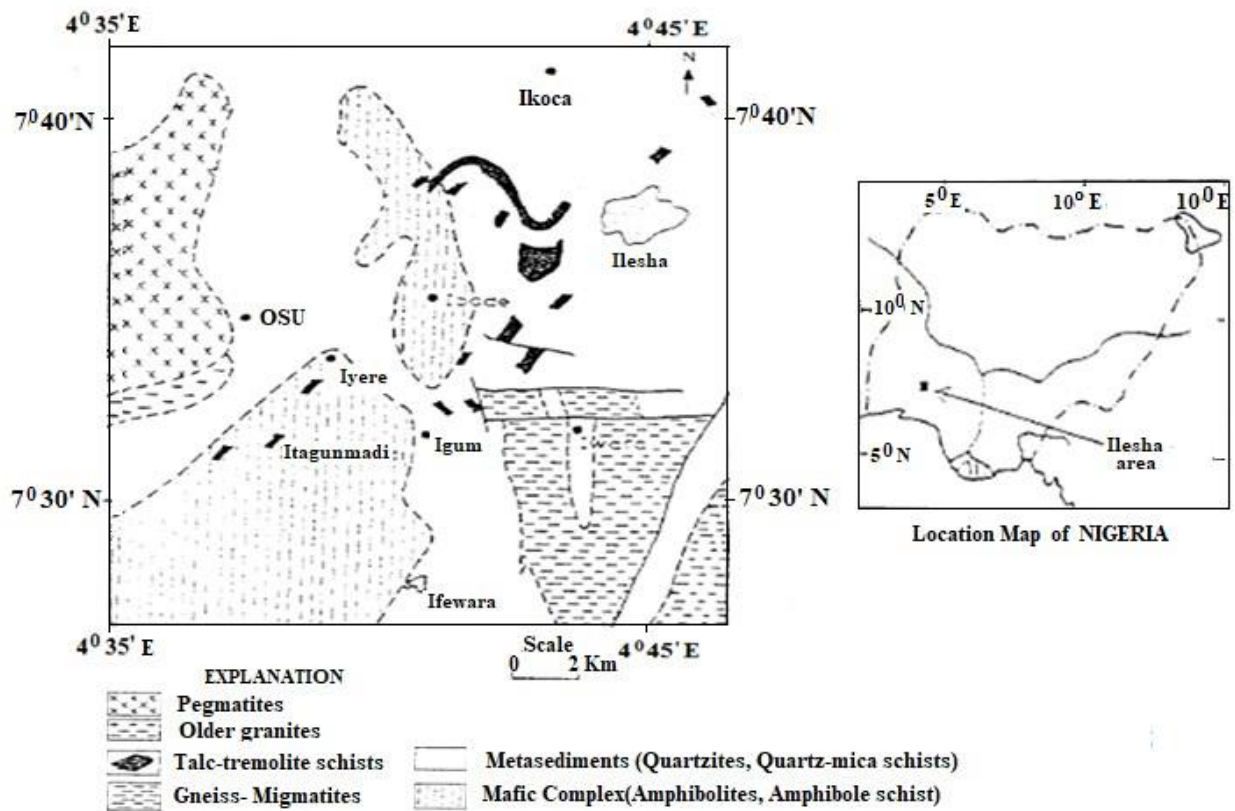 4⁰ 35' E
4⁰ 45' E
7⁰ 40' N
7⁰ 40' N
N
Ikoca
Ilesha
OSU
Iyere
Itagunmadi
Igum
7⁰ 30' N
7⁰ 30' N
Ifewara
4⁰ 35' E
4⁰ 45' E
Scale
0 2 Km
EXPLANATION
Pegmatites
Older granites
Talc-tremolite schists
Gneiss- Migmatites
Metasediments (Quartzites, Quartz-mica schists)
Mafic Complex(Amphibolites, Amphibole schist)
5⁰ E
10⁰ E
10⁰ E
10⁰ N
5⁰ N
Ilesha
area
Location Map of NIGERIA